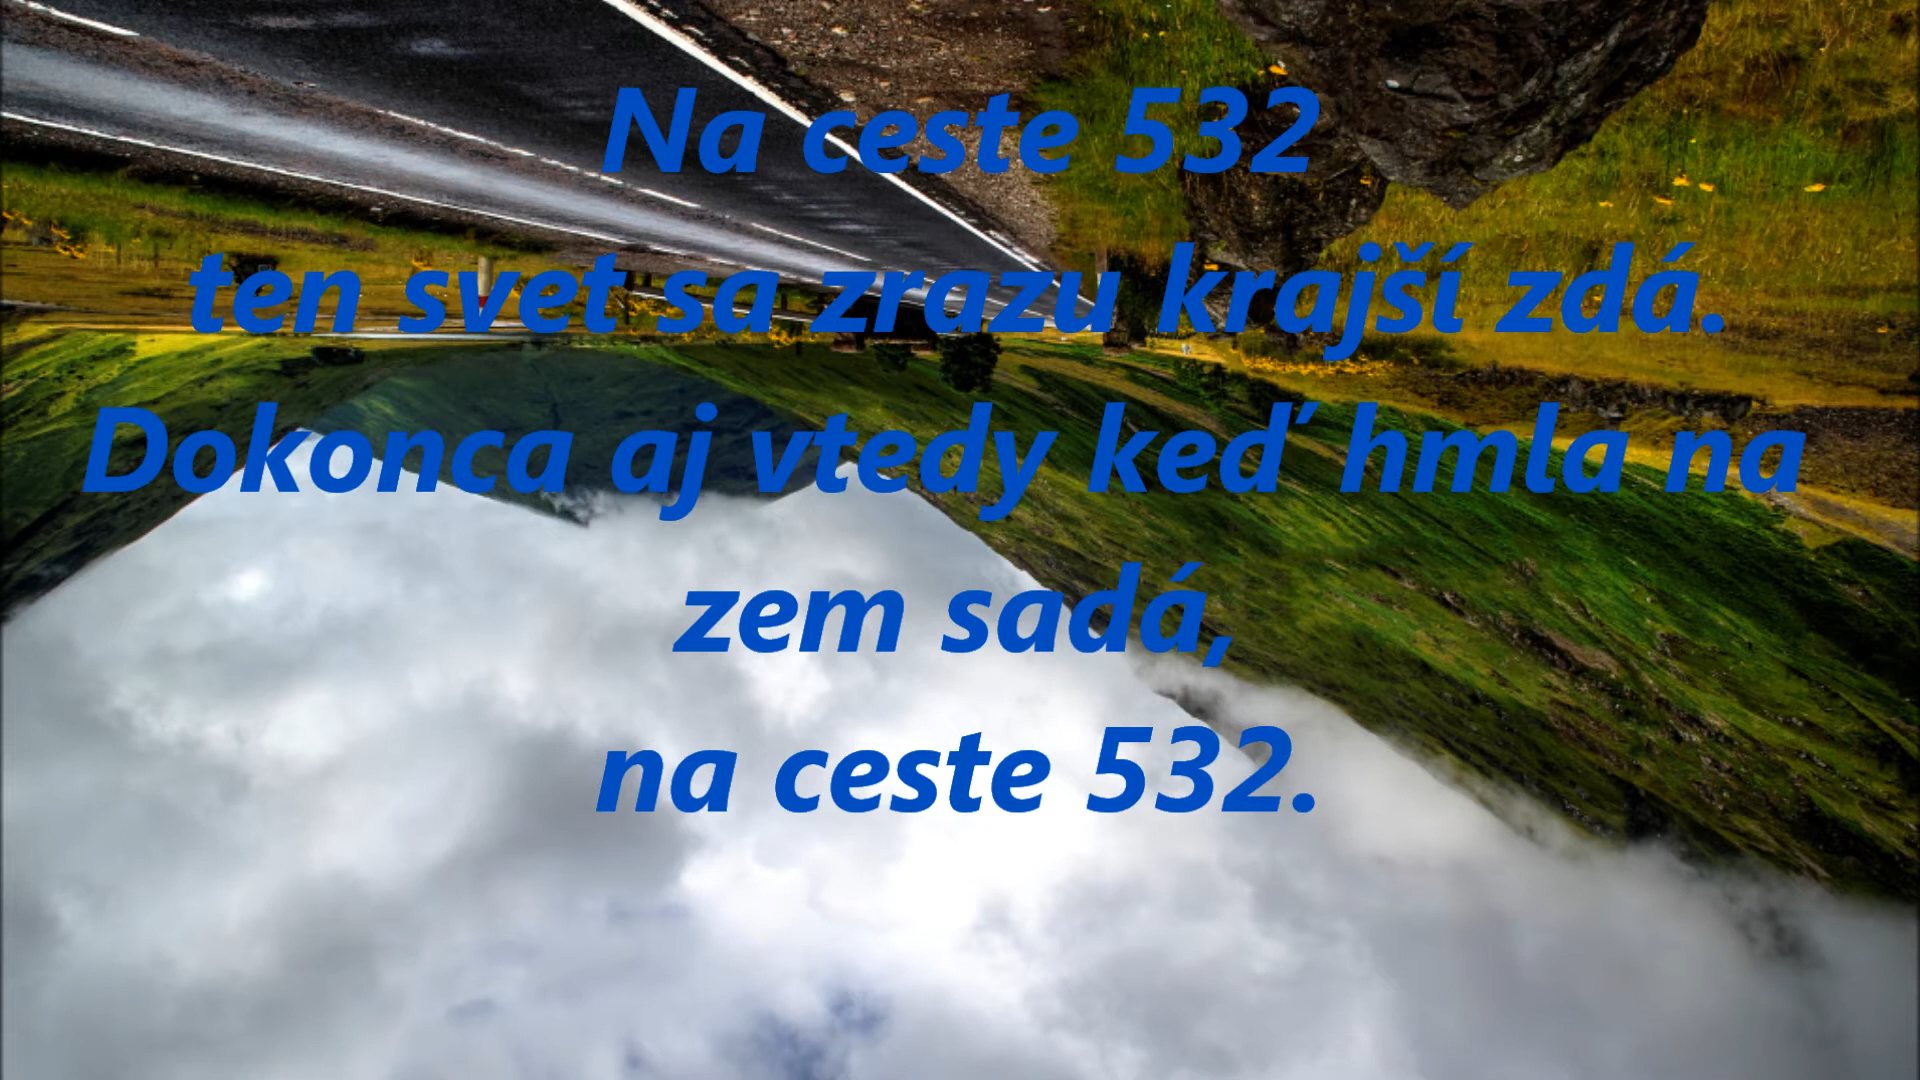 Na ceste 532
ten svet sa zrazu krajší zdá.
Dokonca aj vtedy keď hmla na
zem sadá,
na ceste 532.